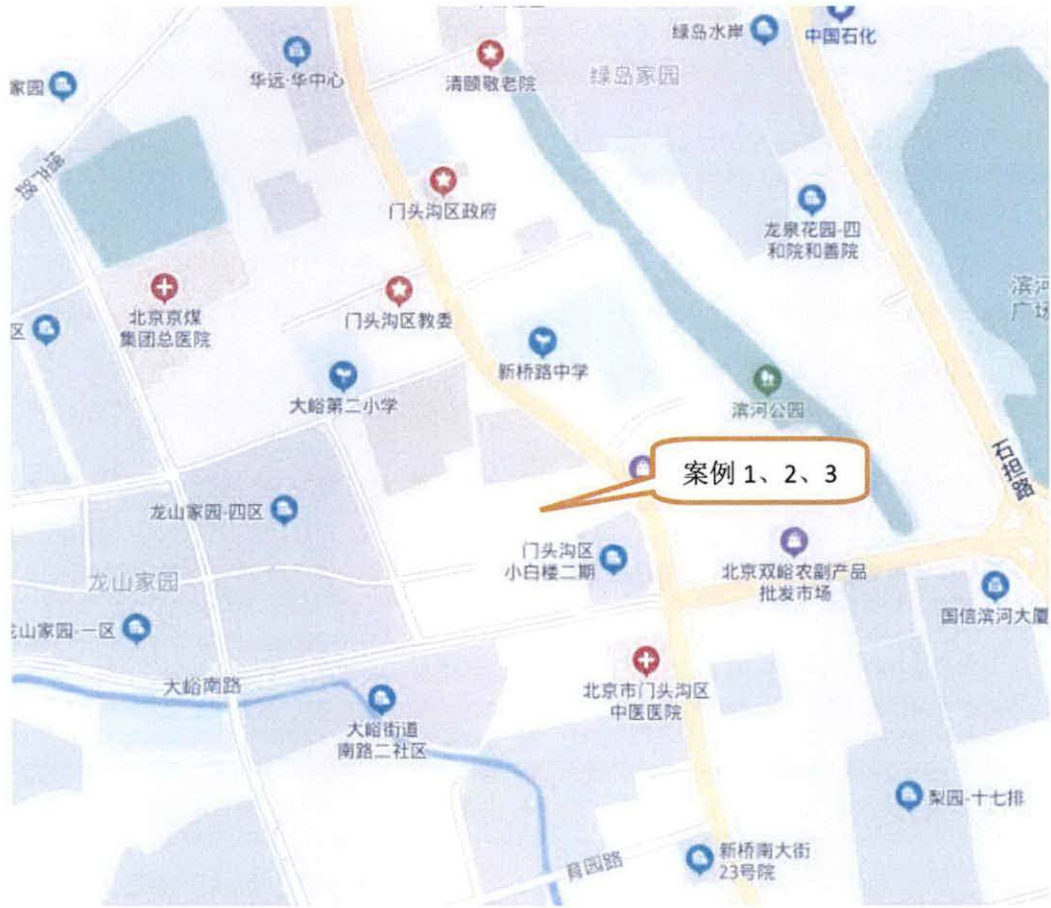 绿岛水岸
中国石化
华远·华中心
清颐敬老院
绿岛家园
家园
门头沟区政府
龙泉花园-四
和院和善院
北京京煤
集团总医院
门头沟区教委
滨河
广场
区
新桥路中学
大峪第二小学
滨河公园
案例 1、2、3
石担路
龙山家园-四区
门头沟区
小白楼二期
北京双峪农副产品
批发市场
龙山家园
国信滨河大厦
山家园-一区
大峪南路
北京市门头沟区
中医医院
大峪街道
南路二社区
梨园-十七排
新桥南大街
23号院
育园路